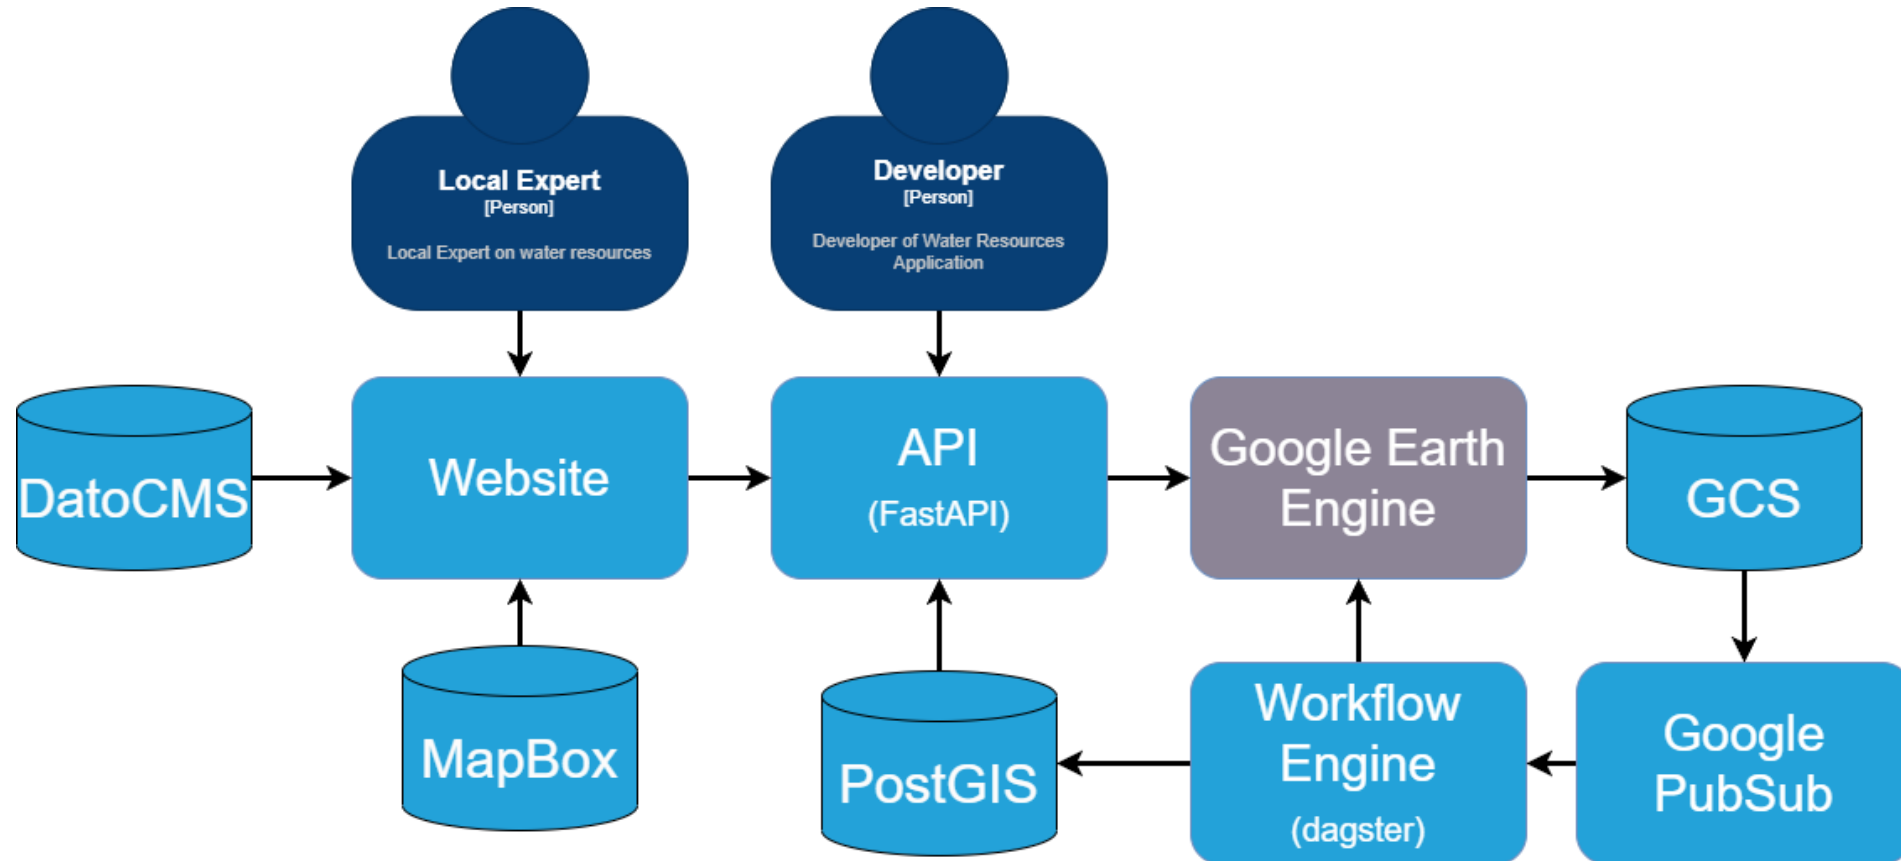 Local Expert
[Person]
Local Expert on water resources
Developer
[Person]
Developer of Water Resources
Application
DatoCMS
Website
API
(FastAPI)
Google Earth
Engine
GCS
MapBox
PostGIS
Workflow
Engine
(dagster)
Google
PubSub